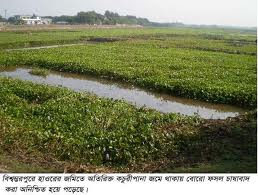 বিশ্বম্ভরপুরে হাওরের জমিতে অতিরিক্ত কচুরীপানা জমে থাকায় বোরো ফসল চাষাবাদ
করা অনিশ্চিত হয়ে পড়েছে।